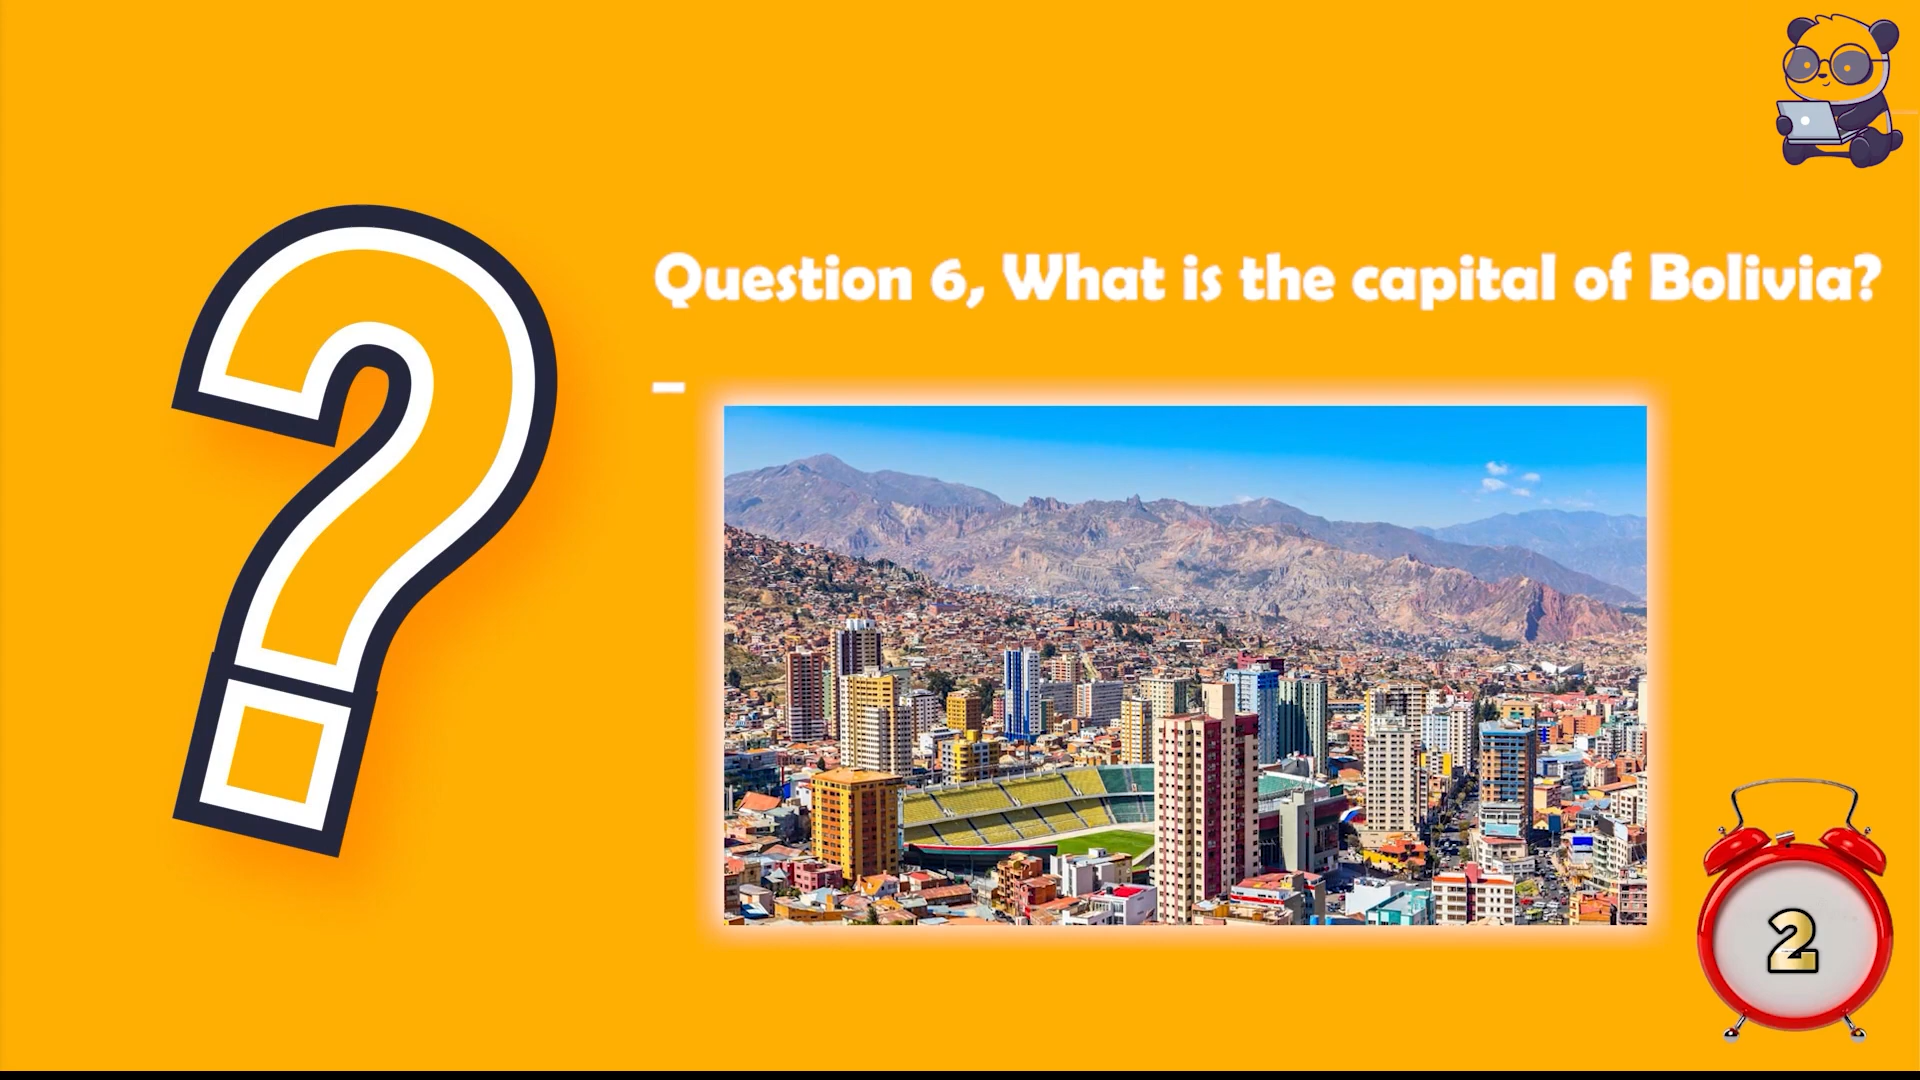 Question 6, What is the capital of Bolivia?
–
2